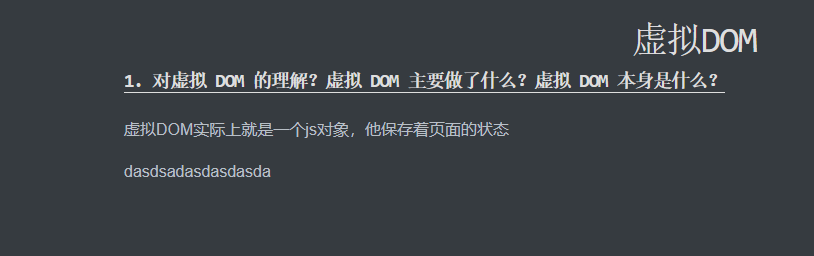 虚拟DOM
1. 对虚拟 DOM 的理解？虚拟 DOM 主要做了什么？虚拟 DOM 本身是什么？
虚拟DOM实际上就是一个js对象，他保存着页面的状态
dasdsadasdasdasda